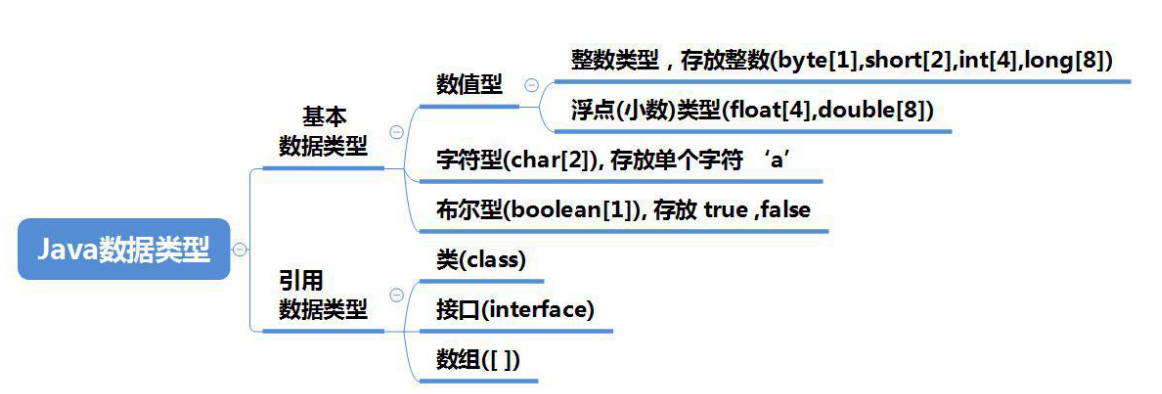 Java数据类型
基本
数据类型
数值型
整数类型，存放整数(byte[1],short[2],int[4],long[8])
浮点(小数)类型(float[4],double[8])
字符型(char[2]), 存放单个字符 ‘a’
布尔型(boolean[1]), 存放 true ,false
引用
数据类型
类(class)
接口(interface)
数组([ ])